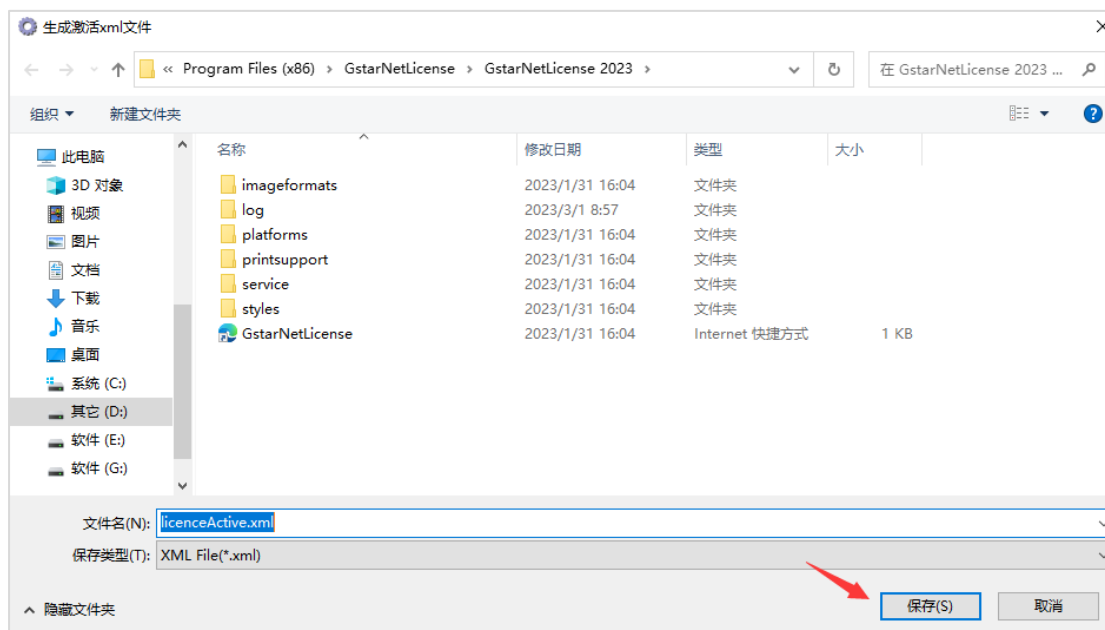 生成激活xml文件
« Program Files (x86) › GstarNetLicense › GstarNetLicense 2023 ›
在 GstarNetLicense 2023 ...
组织 新建文件夹
名称 修改日期 类型 大小
此电脑
3D 对象
视频
图片
文档
下载
音乐
桌面
系统 (C:)
其它 (D:)
软件 (E:)
软件 (G:)
imageformats 2023/1/31 16:04 文件夹
log 2023/3/1 8:57 文件夹
platforms 2023/1/31 16:04 文件夹
printsupport 2023/1/31 16:04 文件夹
service 2023/1/31 16:04 文件夹
styles 2023/1/31 16:04 文件夹
GstarNetLicense 2023/1/31 16:04 Internet 快捷方式 1 KB
文件名(N): licenceActive.xml
保存类型(T): XML File(*.xml)
隐藏文件夹
保存(S) 取消